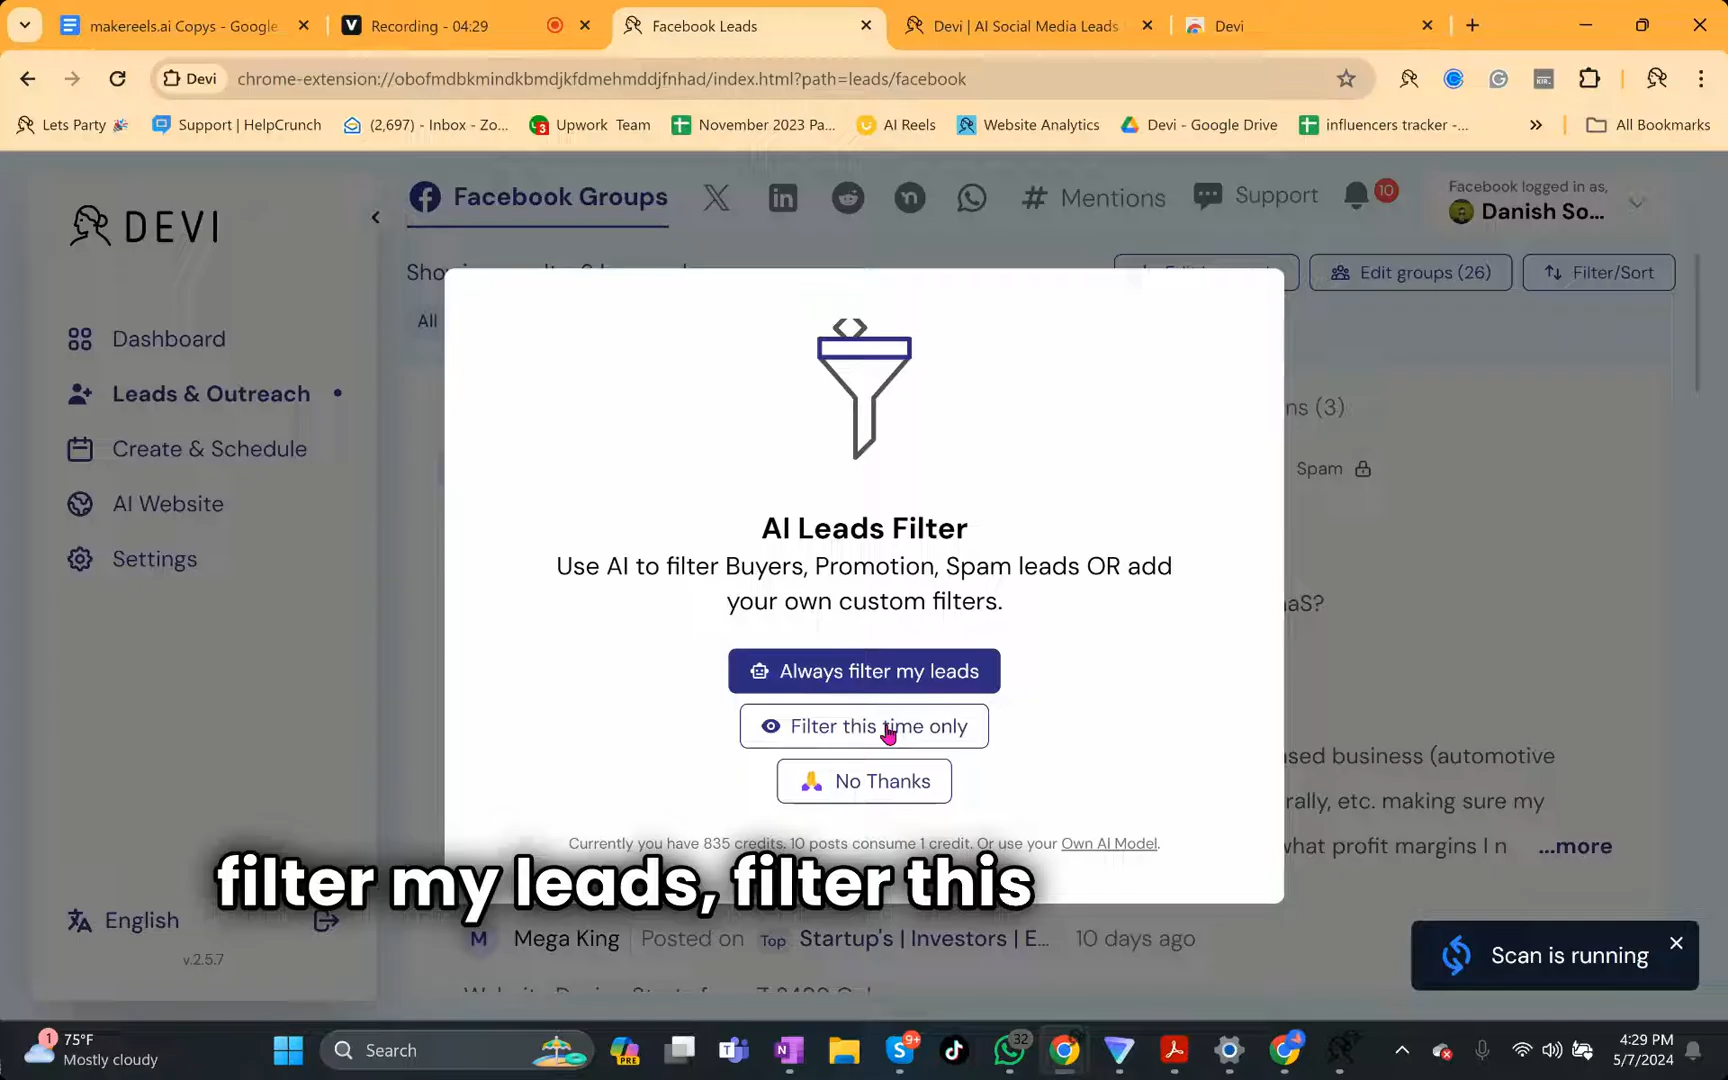 makereels.ai Copys - Google
Recording - 04:29
Facebook Leads
Devi | AI Social Media Leads
Devi
Devi
chrome-extension://obofmdbkmindkbmdjkfdmehmddjfnhad/index.html?path=leads/facebook
Lets Party 🎉
Support | HelpCrunch
(2,697) - Inbox - Zo...
3
Upwork Team
November 2023 Pa...
AI Reels
Website Analytics
Devi - Google Drive
influencers tracker -...
All Bookmarks
DEVI
Facebook Groups
# Mentions
Support
10
Facebook logged in as,
Danish So...
Edit groups (26)
Filter/Sort
All
Dashboard
Leads & Outreach
Create & Schedule
AI Website
Settings
ns (3)
Spam
aaS?
AI Leads Filter
Use AI to filter Buyers, Promotion, Spam leads OR add
your own custom filters.
Always filter my leads
Filter this time only
No Thanks
Currently you have 835 credits. 10 posts consume 1 credit. Or use your Own AI Model.
sed business (automotive
rally, etc. making sure my
what profit margins I n ...more
filter my leads, filter this
English
v.2.5.7
M Mega King Posted on Top Startup's | Investors | E... 10 days ago
Scan is running
1
75°F
Mostly cloudy
Search
PRE
9+
32
4
4:29 PM
5/7/2024